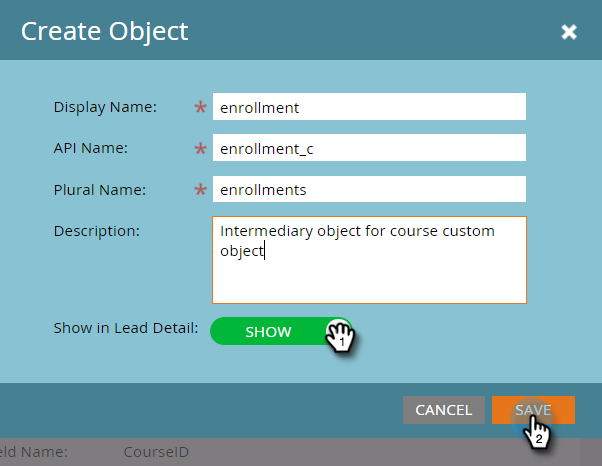 Create Object
Display Name: * enrollment
API Name: * enrollment_c
Plural Name: * enrollments
Description: Intermediary object for course custom
object
Show in Lead Detail: SHOW
1
CANCEL SAVE
2
eld Name: CourseID